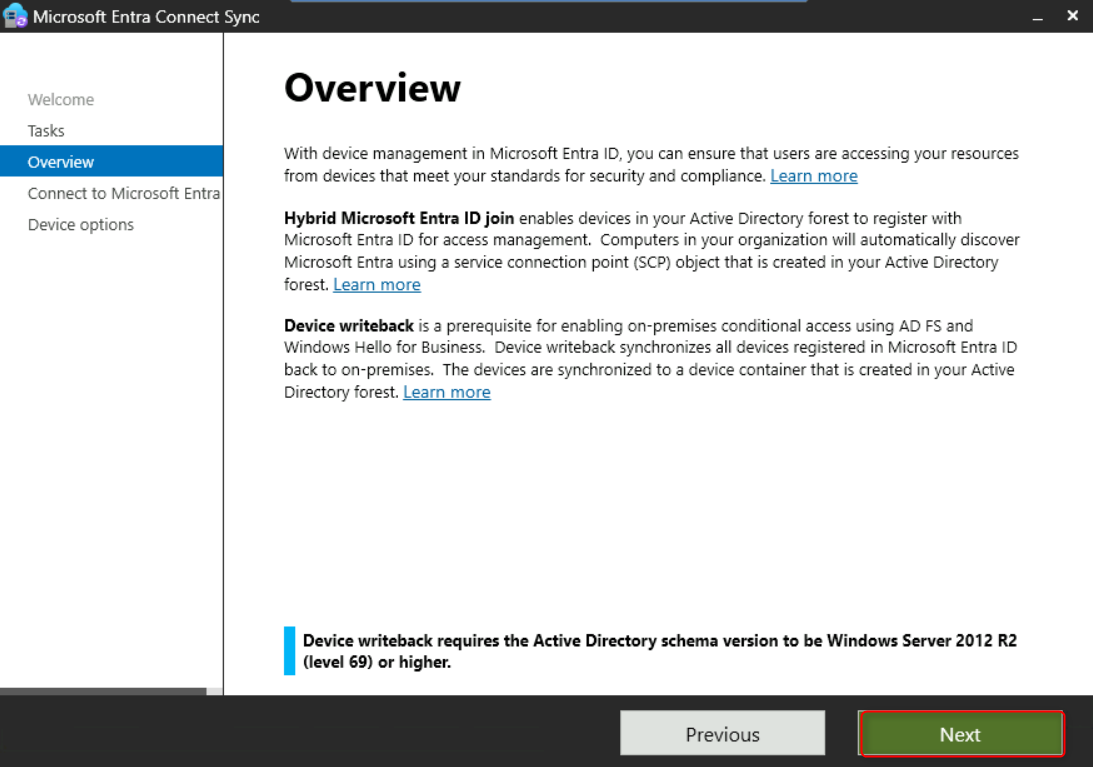 Microsoft Entra Connect Sync
Welcome
Tasks
Overview
Connect to Microsoft Entra
Device options
Overview
With device management in Microsoft Entra ID, you can ensure that users are accessing your resources
from devices that meet your standards for security and compliance. Learn more
Hybrid Microsoft Entra ID join enables devices in your Active Directory forest to register with
Microsoft Entra ID for access management. Computers in your organization will automatically discover
Microsoft Entra using a service connection point (SCP) object that is created in your Active Directory
forest. Learn more
Device writeback is a prerequisite for enabling on-premises conditional access using AD FS and
Windows Hello for Business. Device writeback synchronizes all devices registered in Microsoft Entra ID
back to on-premises. The devices are synchronized to a device container that is created in your Active
Directory forest. Learn more
Device writeback requires the Active Directory schema version to be Windows Server 2012 R2
(level 69) or higher.
Previous
Next